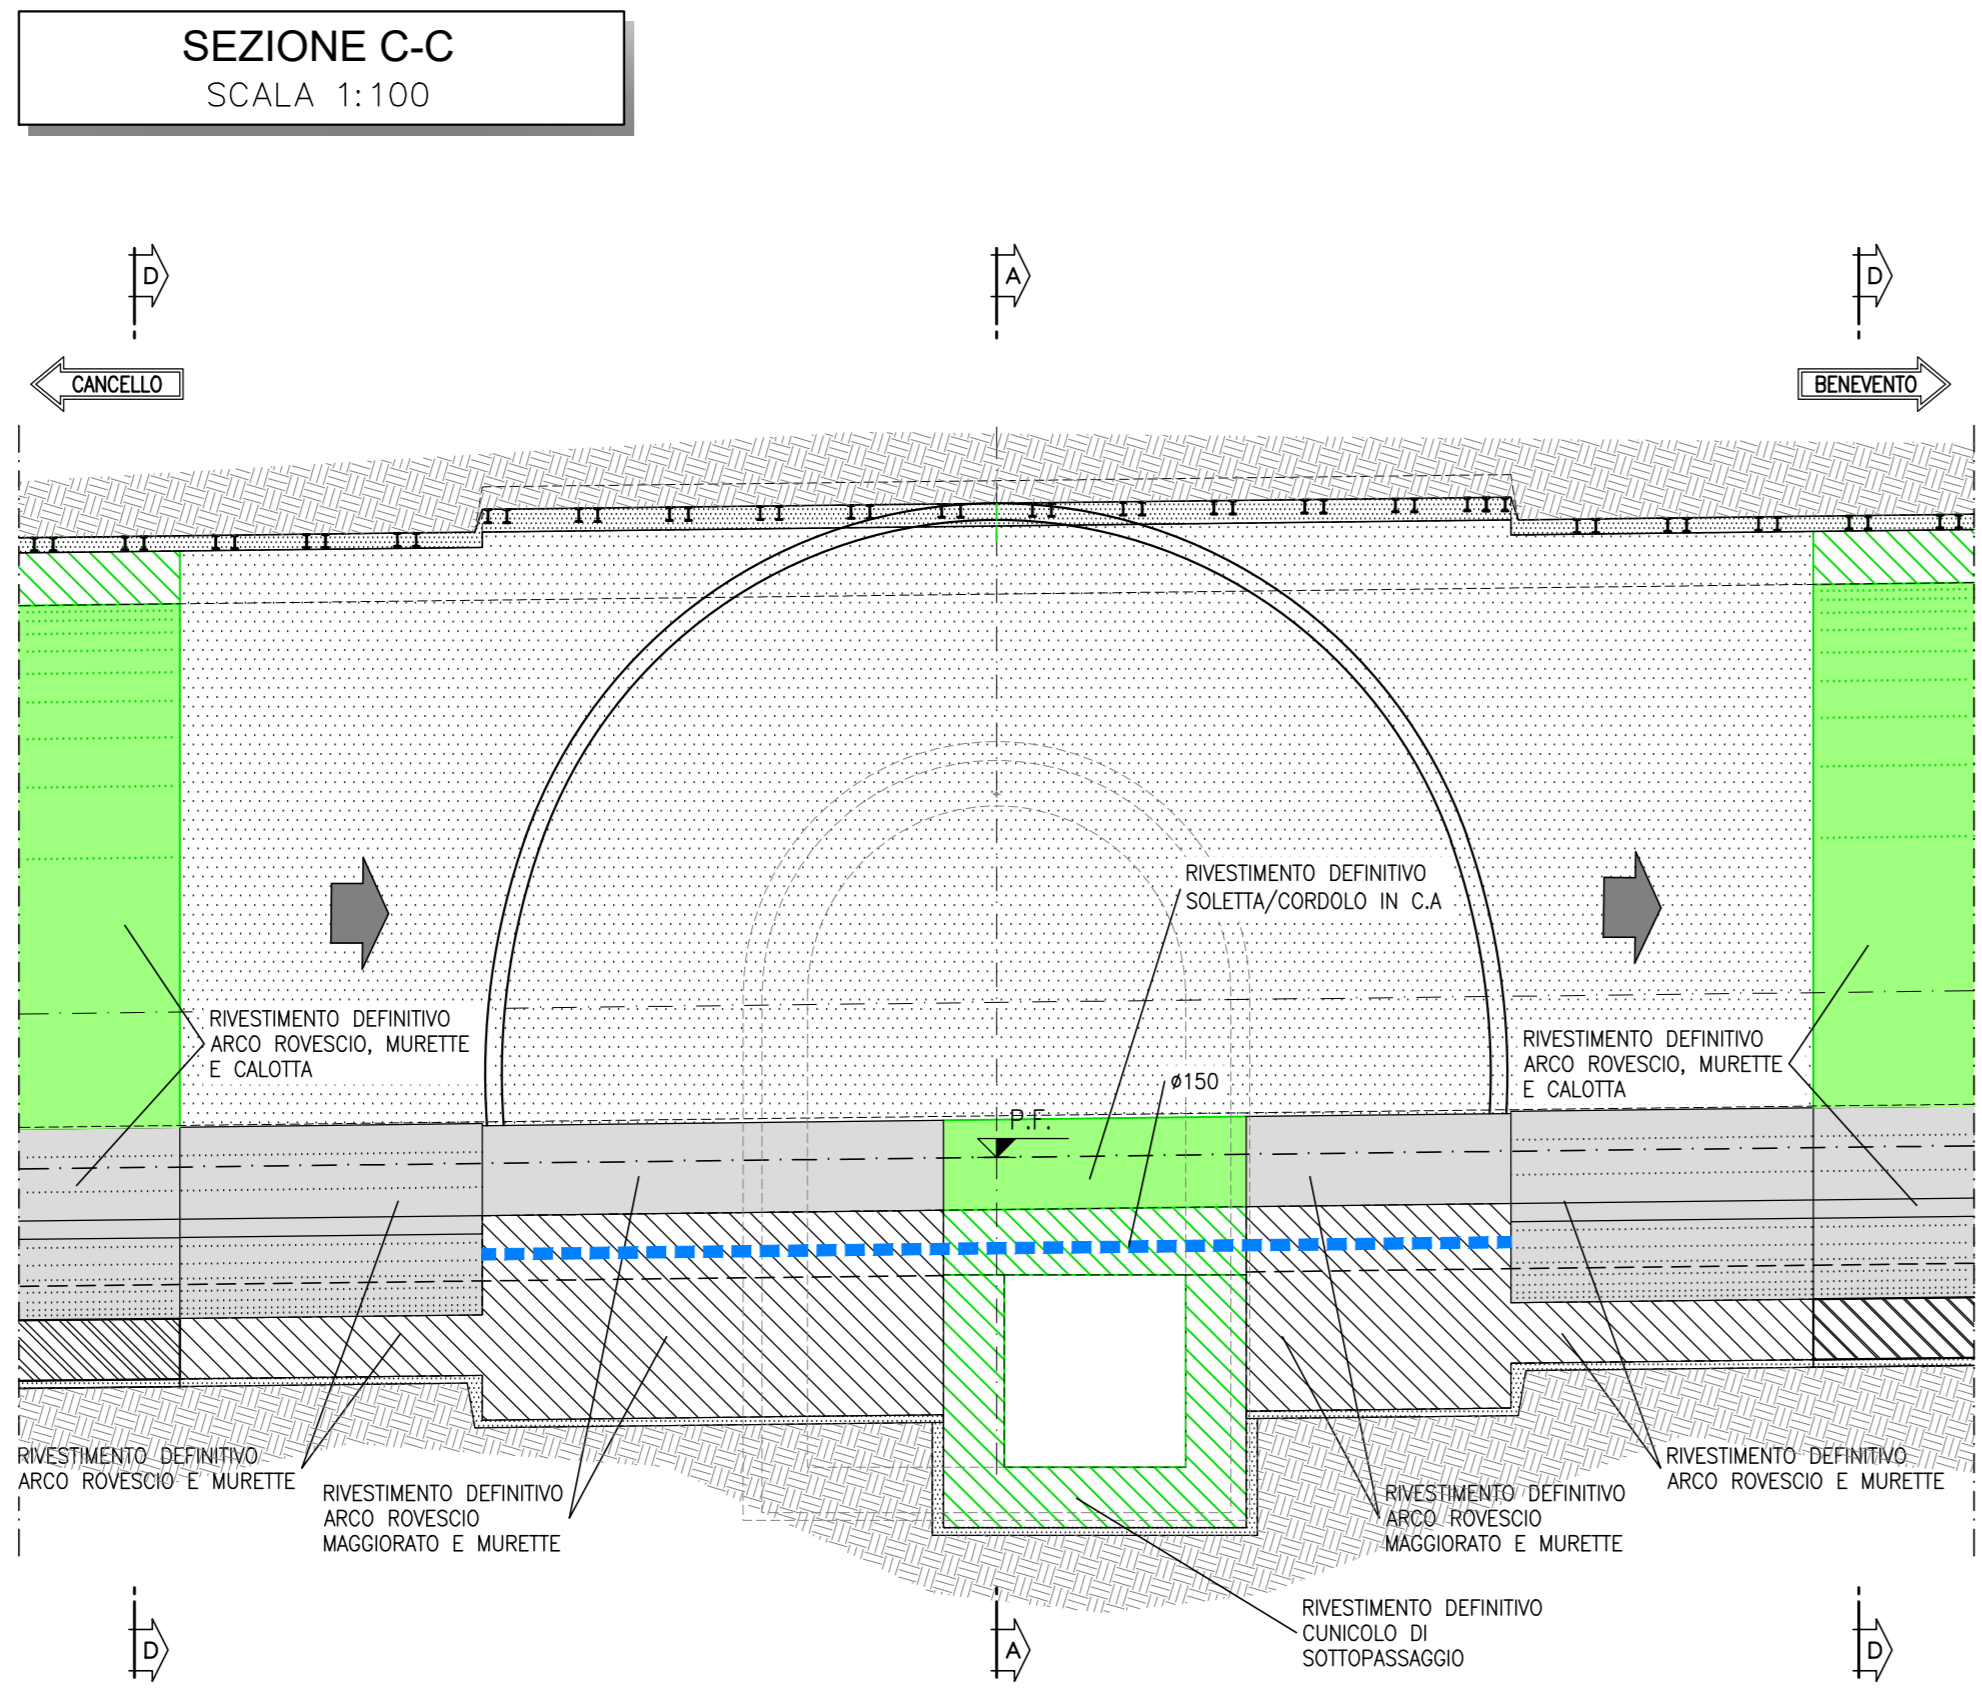 SEZIONE C-C
SCALA 1:100
D
A
D
CANCELLO
BENEVENTO
RIVESTIMENTO DEFINITIVO
SOLETTA/CORDOLO IN C.A
RIVESTIMENTO DEFINITIVO
ARCO ROVESCIO, MURETTE
E CALOTTA
RIVESTIMENTO DEFINITIVO
ARCO ROVESCIO, MURETTE
E CALOTTA
ø150
P.F.
RIVESTIMENTO DEFINITIVO
ARCO ROVESCIO E MURETTE
RIVESTIMENTO DEFINITIVO
ARCO ROVESCIO
MAGGIORATO E MURETTE
RIVESTIMENTO DEFINITIVO
ARCO ROVESCIO
MAGGIORATO E MURETTE
RIVESTIMENTO DEFINITIVO
ARCO ROVESCIO E MURETTE
RIVESTIMENTO DEFINITIVO
CUNICOLO DI
SOTTOPASSAGGIO
D
A
D